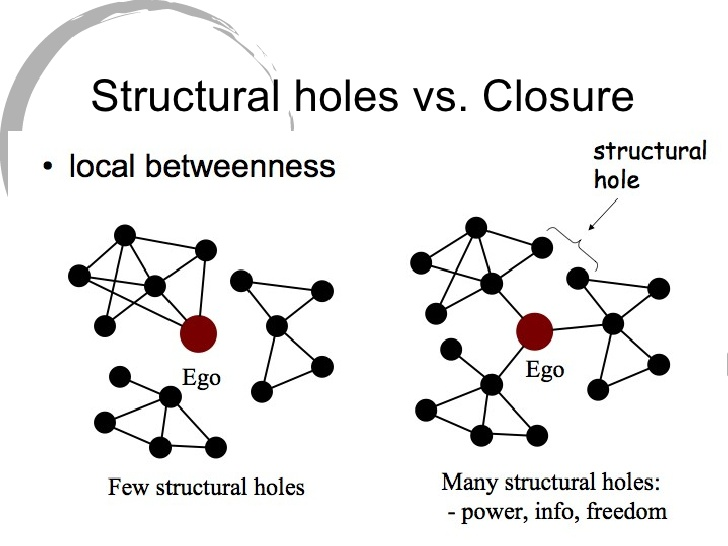 Structural holes vs. Closure
• local betweenness
structural
hole
Ego
Ego
Few structural holes
Many structural holes:
- power, info, freedom